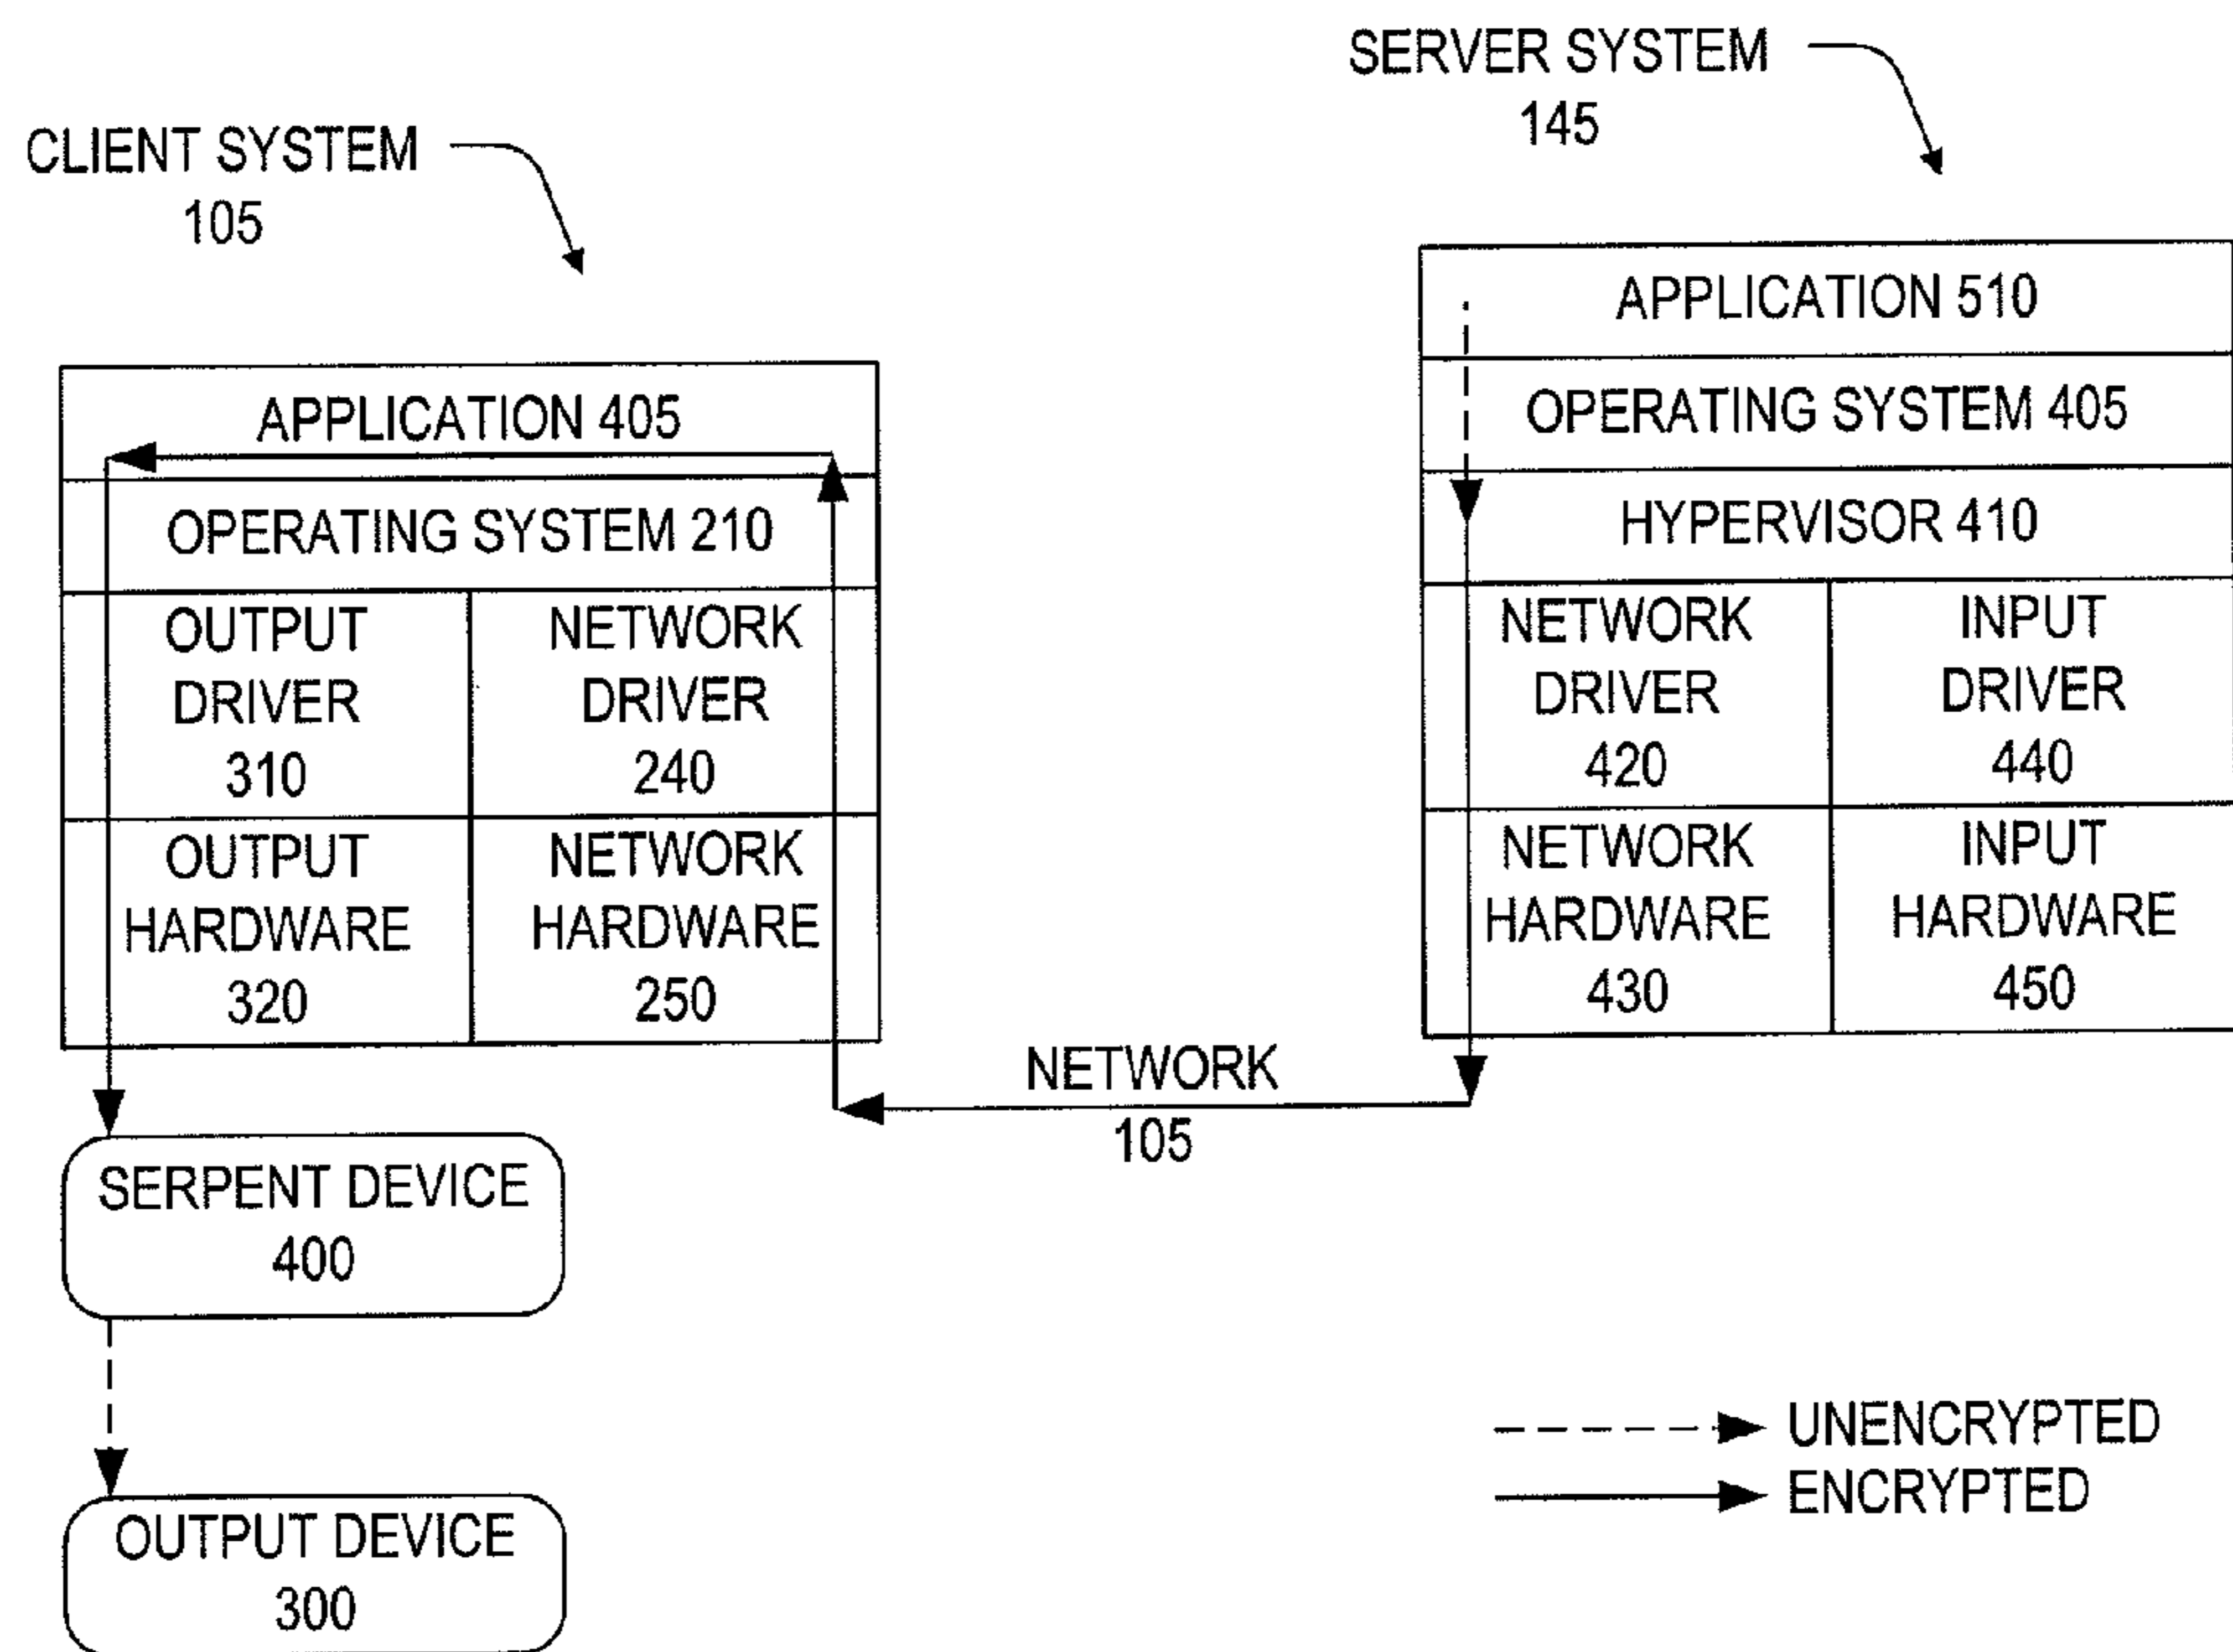 SERVER SYSTEM
145
CLIENT SYSTEM
105
APPLICATION 510
OPERATING SYSTEM 405
HYPERVISOR 410
NETWORK
DRIVER
420
INPUT
DRIVER
440
NETWORK
HARDWARE
430
INPUT
HARDWARE
450
APPLICATION 405
OPERATING SYSTEM 210
OUTPUT
DRIVER
310
NETWORK
DRIVER
240
OUTPUT
HARDWARE
320
NETWORK
HARDWARE
250
NETWORK
105
SERPENT DEVICE
400
OUTPUT DEVICE
300
UNENCRYPTED
ENCRYPTED